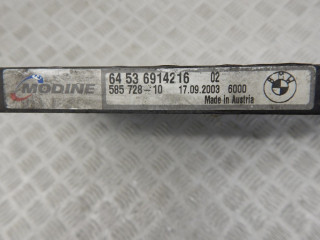 MODINE
64 53 6914216 02
585 728-10 17.09.2003 6000
Made in Austria
BMW